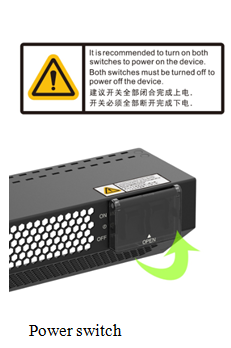 It is recommended to turn on both
switches to power on the device.
Both switches must be turned off to
power off the device.
建议开关全部闭合完成上电.
开关必须全部断开完成下电.
ON
OFF
OPEN
Power switch